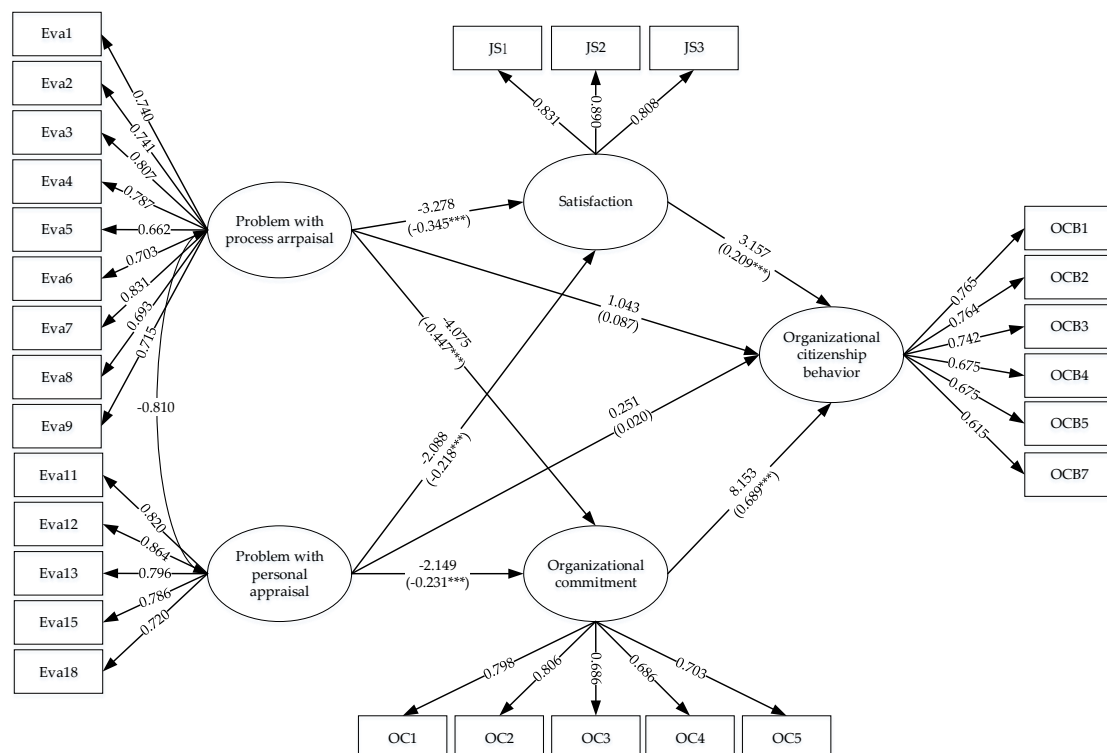 Eva1
Eva2
Eva3
Eva4
Eva5
Eva6
Eva7
Eva8
Eva9
Eva11
Eva12
Eva13
Eva15
Eva18
0.740
0.741
0.807
0.787
0.662
0.703
0.831
0.693
0.715
-0.810
0.820
0.864
0.796
0.786
0.720
Problem with
process arrpaisal
Problem with
personal
appraisal
JS1
JS2
JS3
0.831
0.890
0.808
Satisfaction
-3.278
(-0.345***)
3.157
(0.209***)
1.043
(0.087)
-4.075
(-0.447***)
-2.088
(-0.218***)
0.251
(0.020)
-2.149
(-0.231***)
8.153
(0.689***)
Organizational
commitment
Organizational
citizenship
behavior
0.765
0.764
0.742
0.675
0.675
0.615
OCB1
OCB2
OCB3
OCB4
OCB5
OCB7
0.798
0.806
0.686
0.686
0.703
OC1
OC2
OC3
OC4
OC5